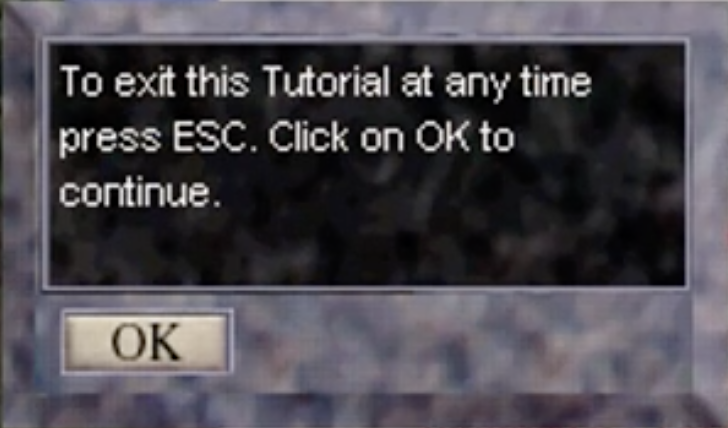 To exit this Tutorial at any time
press ESC. Click on OK to
continue.
OK